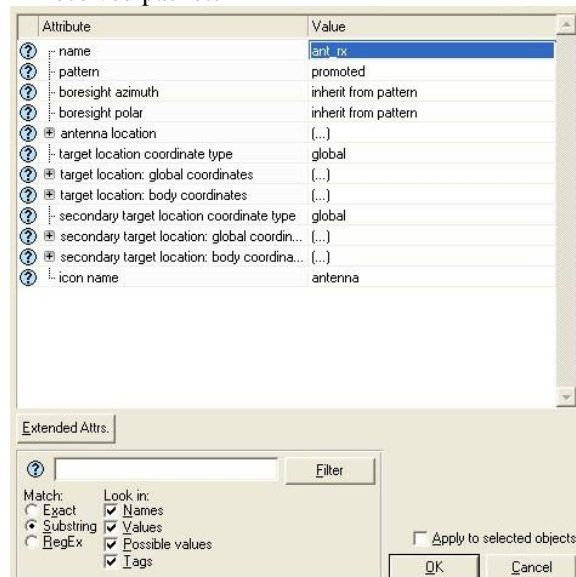 Attribute Value
name ant_rx
pattern promoted
boresight azimuth inherit from pattern
boresight polar inherit from pattern
antenna location (...)
target location coordinate type global
target location: global coordinates (...)
target location: body coordinates (...)
secondary target location coordinate type global
secondary target location: global coordin... (...)
secondary target location: body coordina... (...)
icon name antenna
Extended Attrs.
Filter
Match: Look in:
Exact Names
Substring Values
RegEx Possible values
Tags
Apply to selected objects
OK Cancel